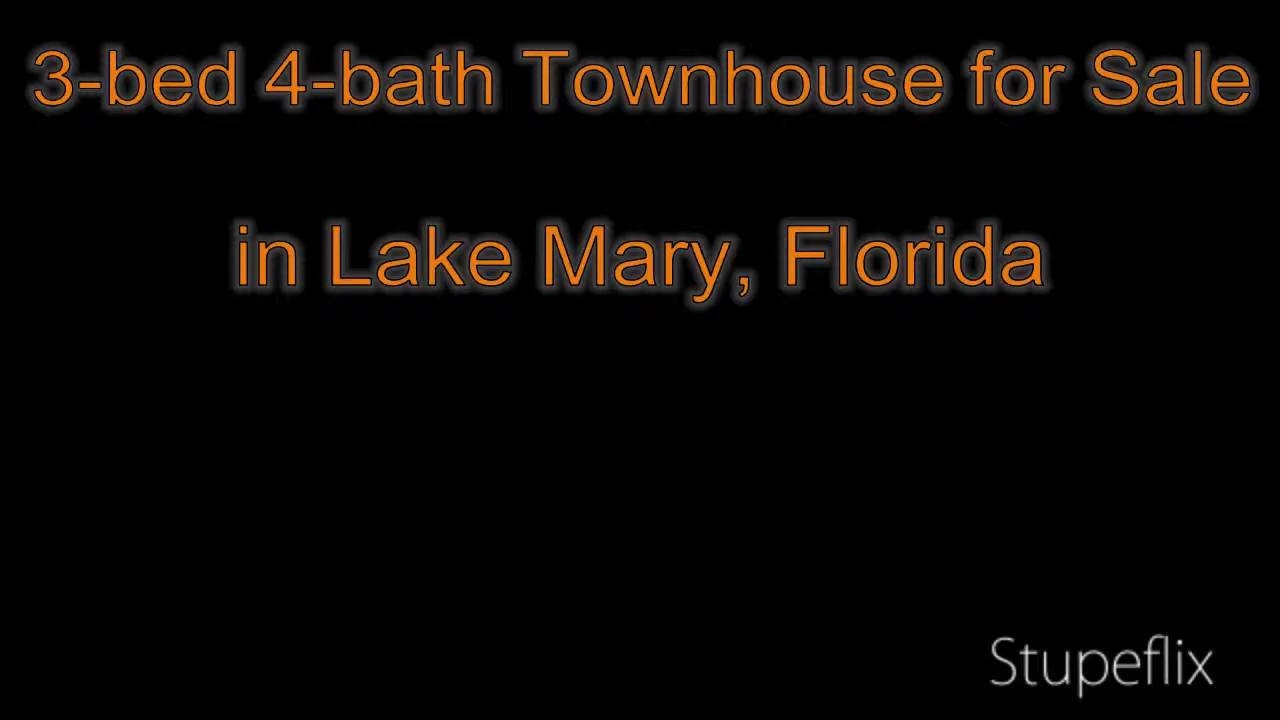 3-bed 4-bath Townhouse for Sale
in Lake Mary, Florida
Stupeflix